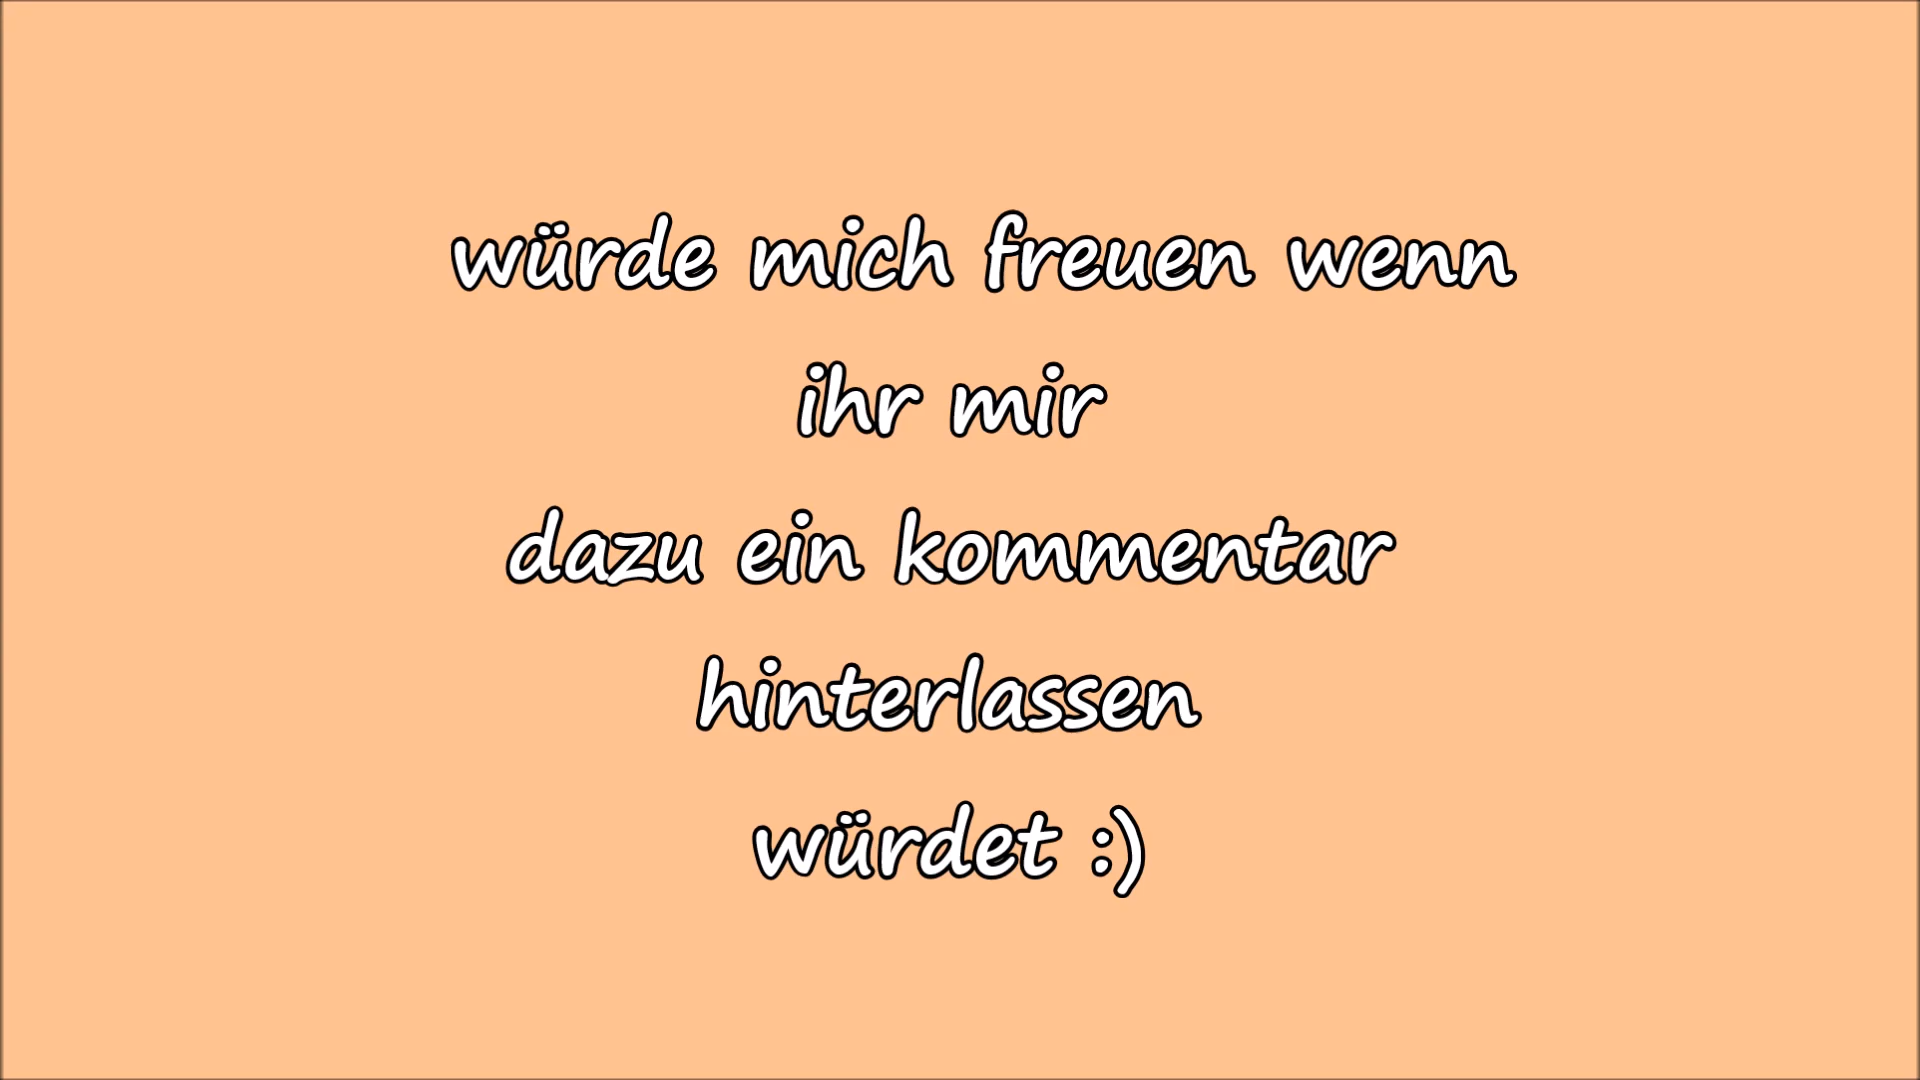 würde mich freuen wenn
ihr mir
dazu ein kommentar
hinterlassen
würdet :)